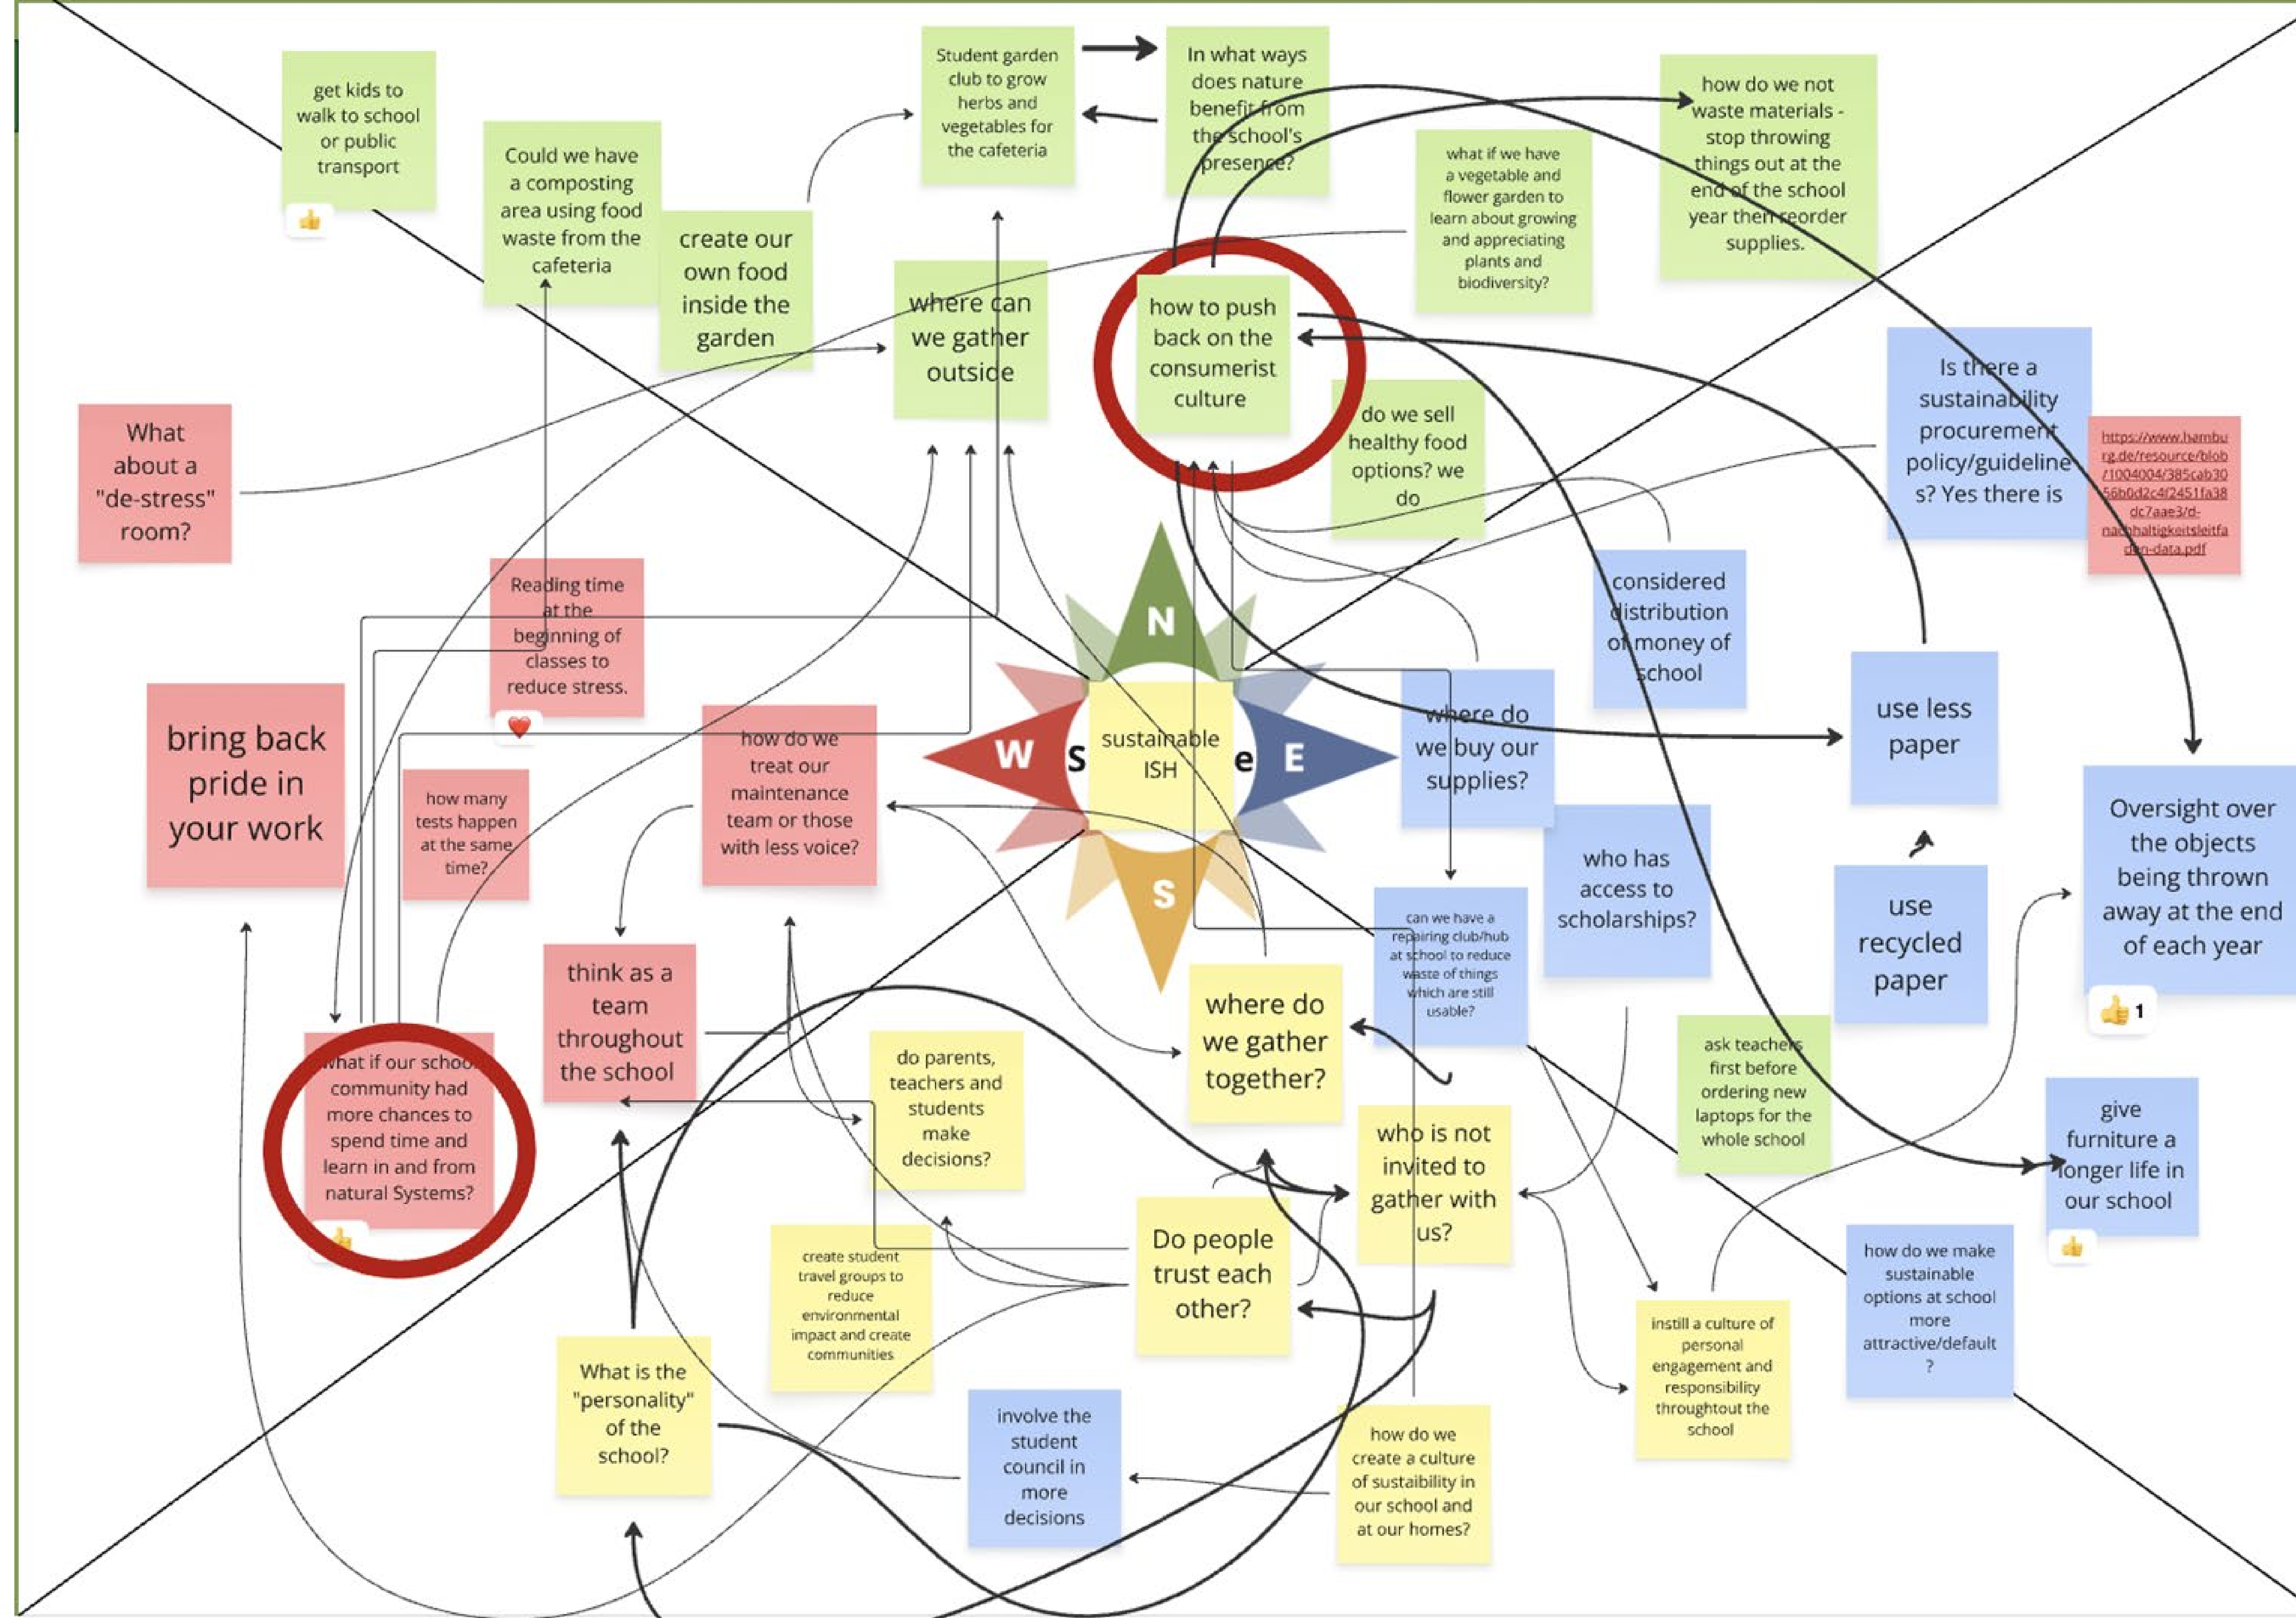 get kids to
walk to school
or public
transport
Could we have
a composting
area using food
waste from the
cafeteria
create our
own food
inside the
garden
Student garden
club to grow
herbs and
vegetables for
the cafeteria
In what ways
does nature
benefit from
the school's
presence?
where can
we gather
outside
how to push
back on the
consumerist
culture
what if we have
a vegetable and
flower garden to
learn about growing
and appreciating
plants and
biodiversity?
how do we not
waste materials -
stop throwing
things out at the
end of the school
year then reorder
supplies.
do we sell
healthy food
options? we
do
Is there a
sustainability
procurement
policy/guideline
s? Yes there is
https://www.hambu
rg.de/resource/blob
/1004004/385cab30
56b0d2c4f2451fa38
dc7aae3/d-
nachhaltigkeitsleitfa
den-data.pdf
What
about a
"de-stress"
room?
Reading time
at the
beginning of
classes to
reduce stress.
bring back
pride in
your work
how many
tests happen
at the same
time?
how do we
treat our
maintenance
team or those
with less voice?
think as a
team
throughout
the school
what if our school
community had
more chances to
spend time and
learn in and from
natural Systems?
N
W
S
sustainable
ISH
e
E
S
considered
distribution
of money of
school
where do
we buy our
supplies?
use less
paper
who has
access to
scholarships?
use
recycled
paper
Oversight over
the objects
being thrown
away at the end
of each year
1
can we have a
repairing club/hub
at school to reduce
waste of things
which are still
usable?
ask teachers
first before
ordering new
laptops for the
whole school
give
furniture a
longer life in
our school
how do we make
sustainable
options at school
more
attractive/default
?
where do
we gather
together?
do parents,
teachers and
students
make
decisions?
who is not
invited to
gather with
us?
Do people
trust each
other?
create student
travel groups to
reduce
environmental
impact and create
communities
What is the
"personality"
of the
school?
involve the
student
council in
more
decisions
how do we
create a culture
of sustaibility in
our school and
at our homes?
instill a culture of
personal
engagement and
responsibility
throughtout the
school